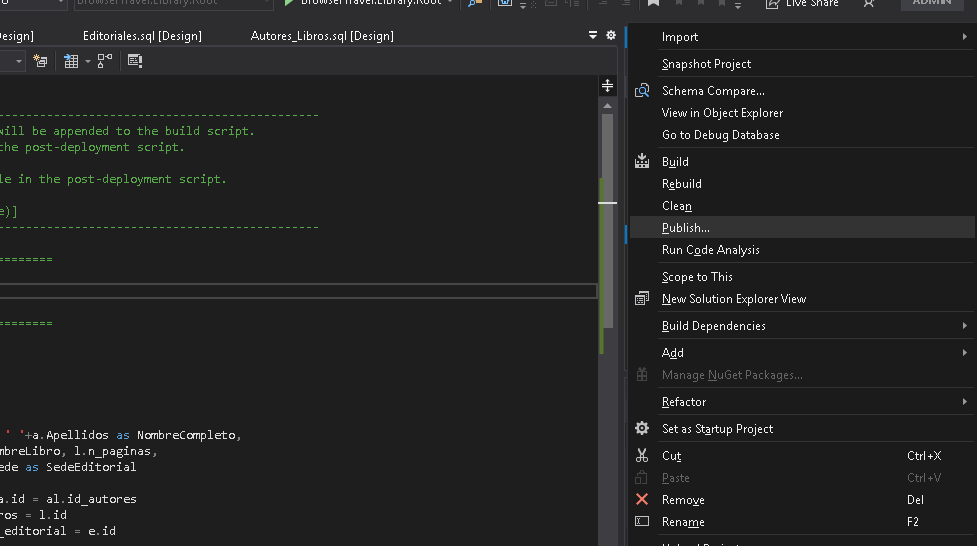 BrowserTravel.Library.Root
BrowserTravel.Library.Root
Live Share
ADMIN
Design]
Editoriales.sql [Design]
Autores_Libros.sql [Design]
--------------------------------------------
will be appended to the build script.
the post-deployment script.
le in the post-deployment script.
e)]
--------------------------------------------
========
========
' '+a.Apellidos as NombreCompleto,
mbreLibro, l.n_paginas,
ede as SedeEditorial
a.id = al.id_autores
ros = l.id
_editorial = e.id
Import
Snapshot Project
Schema Compare...
View in Object Explorer
Go to Debug Database
Build
Rebuild
Clean
Publish...
Run Code Analysis
Scope to This
New Solution Explorer View
Build Dependencies
Add
Manage NuGet Packages...
Refactor
Set as Startup Project
Cut Ctrl+X
Paste Ctrl+V
Remove Del
Rename F2